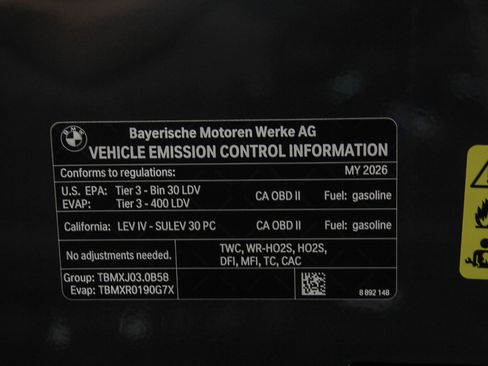 BMW
Bayerische Motoren Werke AG
VEHICLE EMISSION CONTROL INFORMATION
Conforms to regulations: MY 2026
U.S. EPA: Tier 3 - Bin 30 LDV CA OBD II Fuel: gasoline
EVAP: Tier 3 - 400 LDV
California: LEV IV - SULEV 30 PC CA OBD II Fuel: gasoline
No adjustments needed.
TWC, WR-HO2S, HO2S,
DFI, MFI, TC, CAC
Group: TBMXJ03.0B58
Evap: TBMXR0190G7X
8 892 148